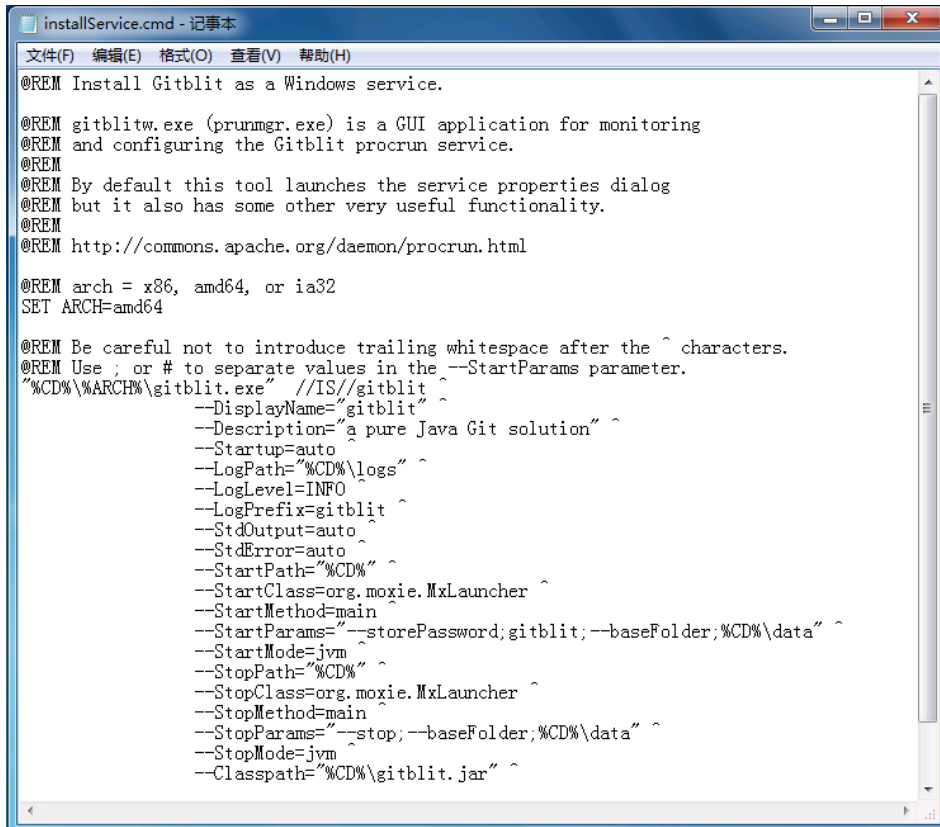 installService.cmd - 记事本
文件(F) 编辑(E) 格式(O) 查看(V) 帮助(H)
@REM Install Gitblit as a Windows service.
@REM gitblitw.exe (prunmgr.exe) is a GUI application for monitoring
@REM and configuring the Gitblit procrun service.
@REM
@REM By default this tool launches the service properties dialog
@REM but it also has some other very useful functionality.
@REM
@REM http://commons.apache.org/daemon/procrun.html
@REM arch = x86, amd64, or ia32
SET ARCH=amd64
@REM Be careful not to introduce trailing whitespace after the ^ characters.
@REM Use ; or # to separate values in the --StartParams parameter.
"%CD%\%ARCH%\gitblit.exe"  //IS//gitblit ^
--DisplayName="gitblit" ^
--Description="a pure Java Git solution" ^
--Startup=auto ^
--LogPath="%CD%\logs" ^
--LogLevel=INFO ^
--LogPrefix=gitblit ^
--StdOutput=auto ^
--StdError=auto ^
--StartPath="%CD%" ^
--StartClass=org.moxie.MxLauncher ^
--StartMethod=main ^
--StartParams="--storePassword;gitblit;--baseFolder;%CD%\data" ^
--StartMode=jvm ^
--StopPath="%CD%" ^
--StopClass=org.moxie.MxLauncher ^
--StopMethod=main ^
--StopParams="--stop;--baseFolder;%CD%\data" ^
--StopMode=jvm ^
--Classpath="%CD%\gitblit.jar" ^